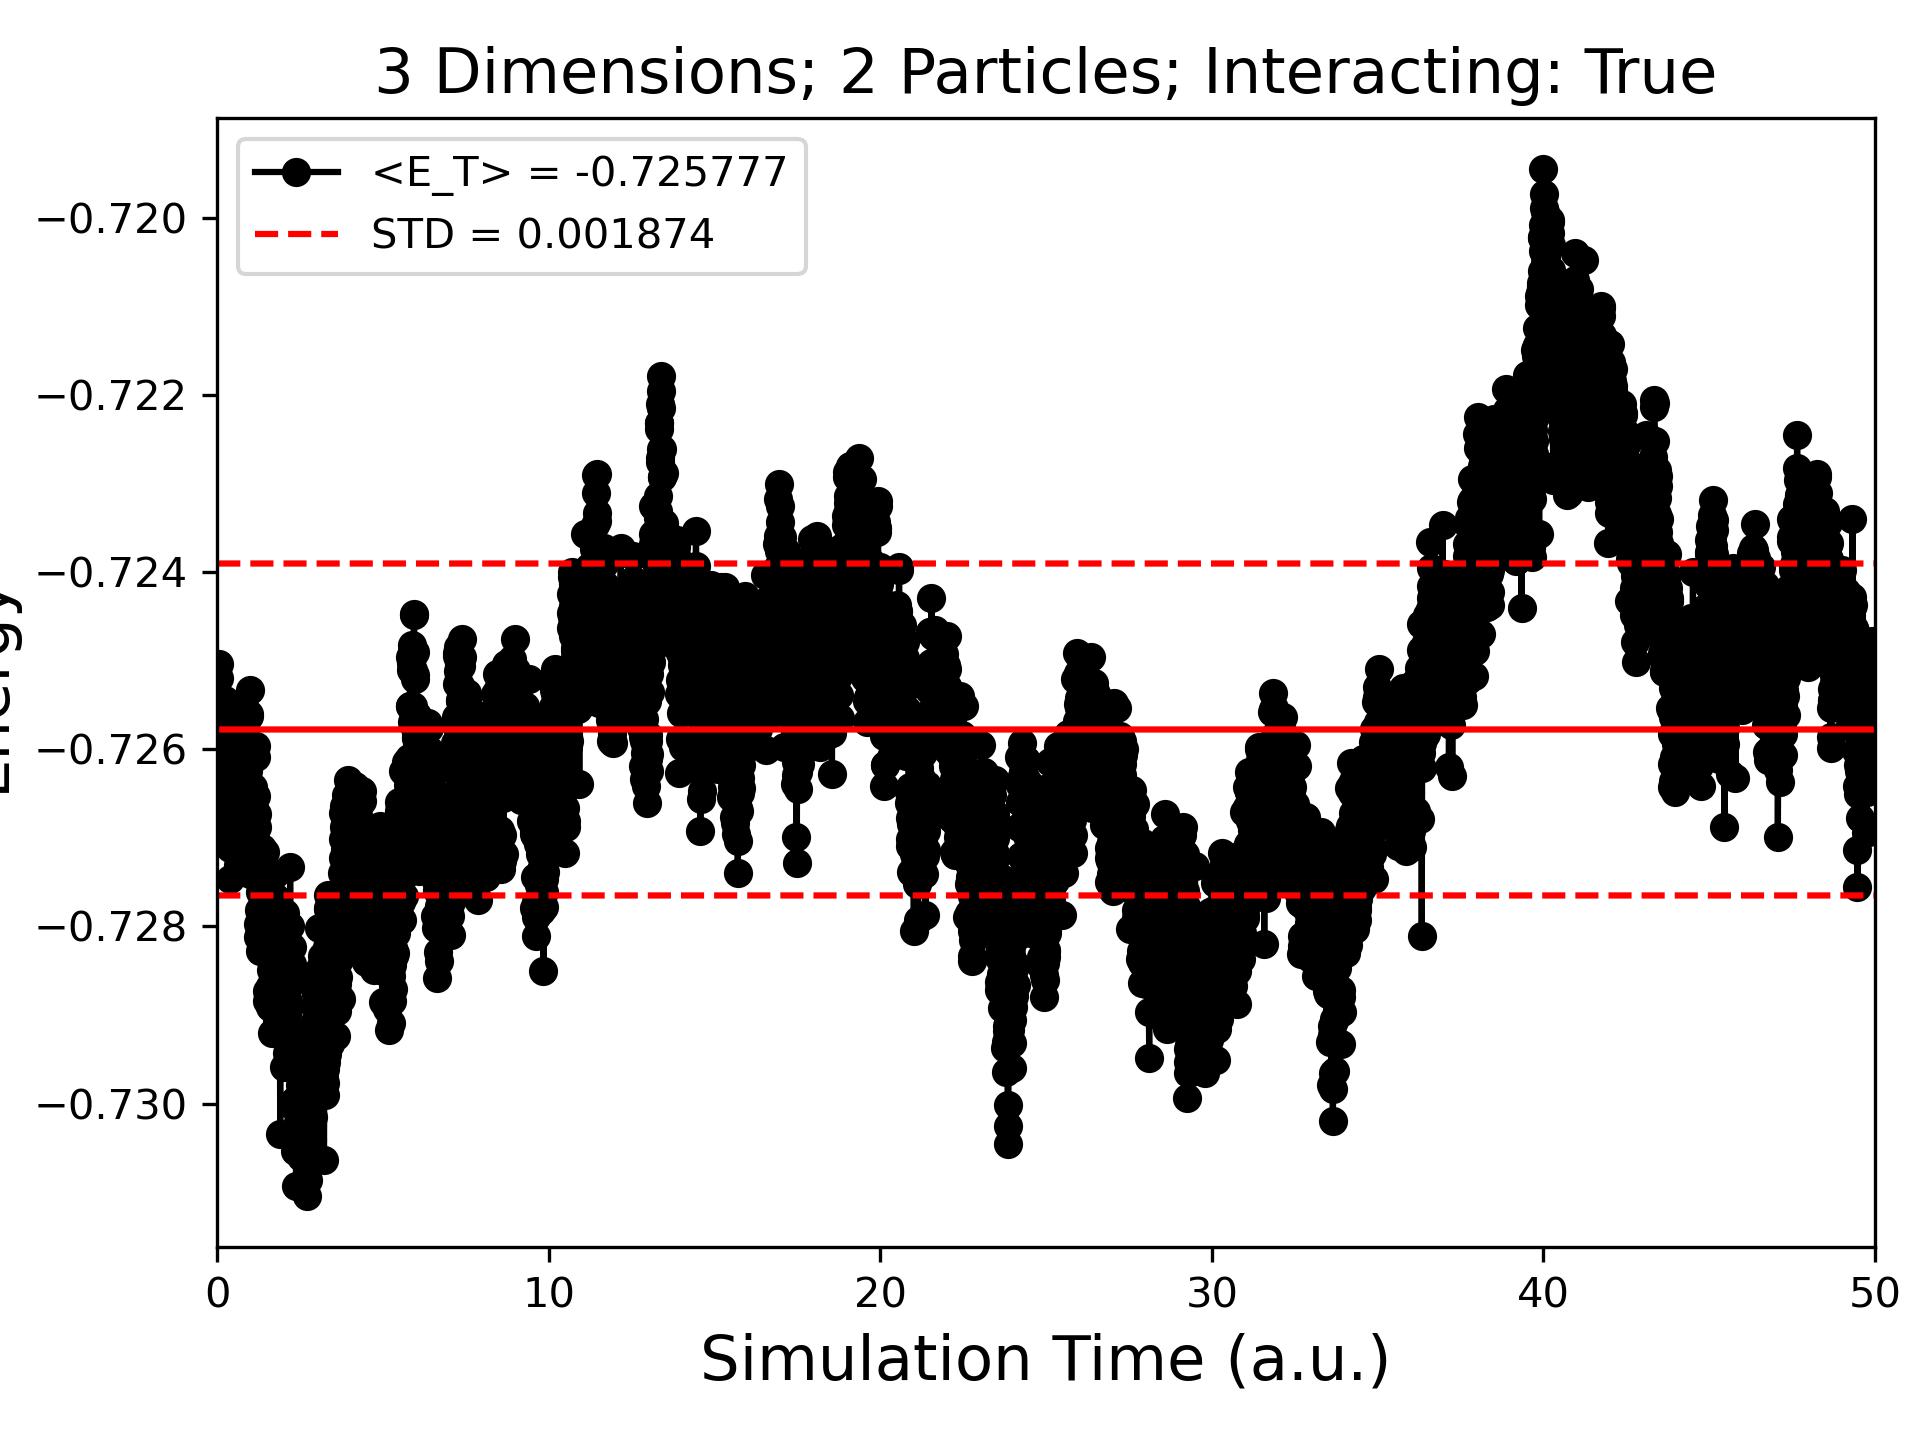 3 Dimensions; 2 Particles; Interacting: True
<E_T> = -0.725777
STD = 0.001874
−0.720
−0.722
−0.724
−0.726
−0.728
−0.730
Energy
0 10 20 30 40 50
Simulation Time (a.u.)